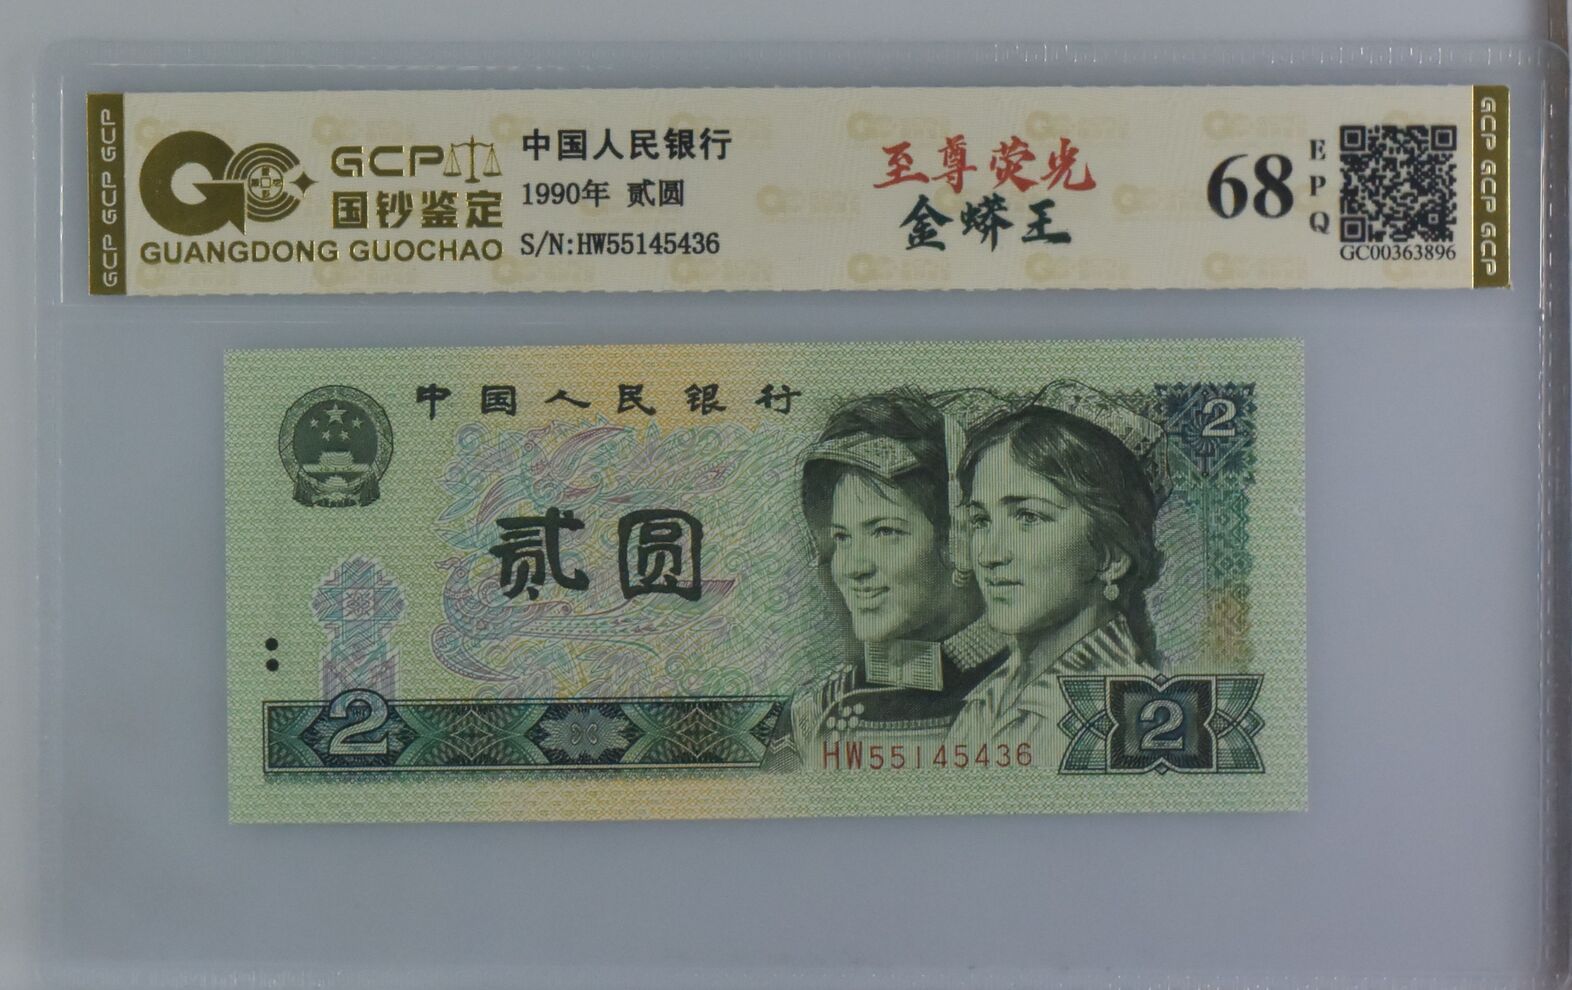 GCP GCP GCP
GCP
国钞鉴定
GUANGDONG GUOCHAO
中国人民银行
1990年 贰圆
S/N:HW55145436
至尊荧光
金蟒王
68
EPQ
GC00363896
GCP GCP GCP
中国人民银行
2
贰圆
2
HW55145436
2